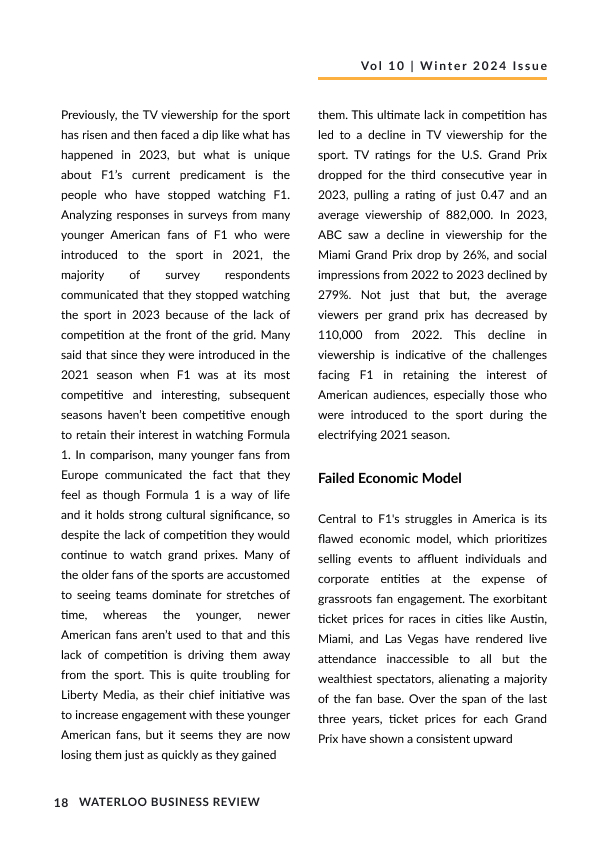 Vol 10 | Winter 2024 Issue
Previously, the TV viewership for the sport
has risen and then faced a dip like what has
happened in 2023, but what is unique
about F1's current predicament is the
people who have stopped watching F1.
Analyzing responses in surveys from many
younger American fans of F1 who were
introduced to the sport in 2021, the
majority of survey respondents
communicated that they stopped watching
the sport in 2023 because of the lack of
competition at the front of the grid. Many
said that since they were introduced in the
2021 season when F1 was at its most
competitive and interesting, subsequent
seasons haven't been competitive enough
to retain their interest in watching Formula
1. In comparison, many younger fans from
Europe communicated the fact that they
feel as though Formula 1 is a way of life
and it holds strong cultural significance, so
despite the lack of competition they would
continue to watch grand prixes. Many of
the older fans of the sports are accustomed
to seeing teams dominate for stretches of
time, whereas the younger, newer
American fans aren't used to that and this
lack of competition is driving them away
from the sport. This is quite troubling for
Liberty Media, as their chief initiative was
to increase engagement with these younger
American fans, but it seems they are now
losing them just as quickly as they gained
them. This ultimate lack in competition has
led to a decline in TV viewership for the
sport. TV ratings for the U.S. Grand Prix
dropped for the third consecutive year in
2023, pulling a rating of just 0.47 and an
average viewership of 882,000. In 2023,
ABC saw a decline in viewership for the
Miami Grand Prix drop by 26%, and social
impressions from 2022 to 2023 declined by
279%. Not just that but, the average
viewers per grand prix has decreased by
110,000 from 2022. This decline in
viewership is indicative of the challenges
facing F1 in retaining the interest of
American audiences, especially those who
were introduced to the sport during the
electrifying 2021 season.
Failed Economic Model
Central to F1's struggles in America is its
flawed economic model, which prioritizes
selling events to affluent individuals and
corporate entities at the expense of
grassroots fan engagement. The exorbitant
ticket prices for races in cities like Austin,
Miami, and Las Vegas have rendered live
attendance inaccessible to all but the
wealthiest spectators, alienating a majority
of the fan base. Over the span of the last
three years, ticket prices for each Grand
Prix have shown a consistent upward
18 WATERLOO BUSINESS REVIEW